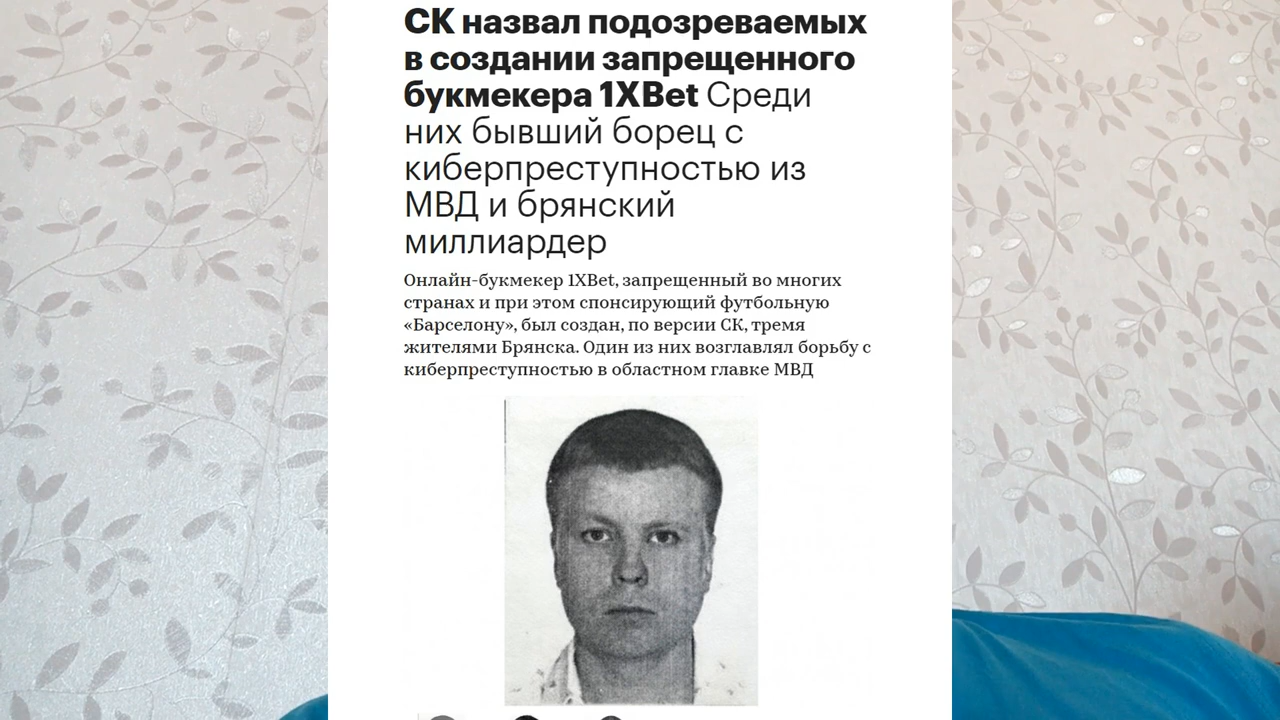 СК назвал подозреваемых
в создании запрещенного
букмекера 1XBet Среди
них бывший борец с
киберпреступностью из
МВД и брянский
миллиардер
Онлайн-букмекер 1XBet, запрещенный во многих
странах и при этом спонсирующий футбольную
«Барселону», был создан, по версии СК, тремя
жителями Брянска. Один из них возглавлял борьбу с
киберпреступностью в областном главке МВД